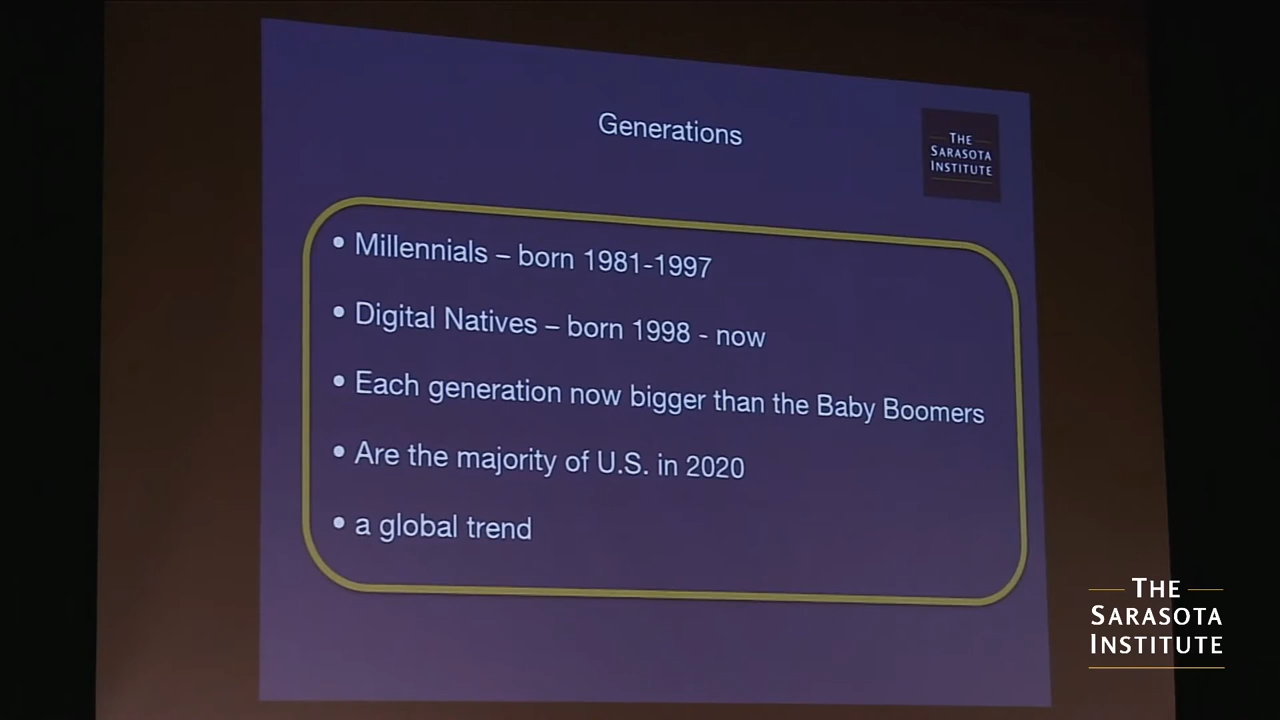 Generations
THE
SARASOTA
INSTITUTE
• Millennials – born 1981-1997
• Digital Natives – born 1998 - now
• Each generation now bigger than the Baby Boomers
• Are the majority of U.S. in 2020
• a global trend
THE
SARASOTA
INSTITUTE